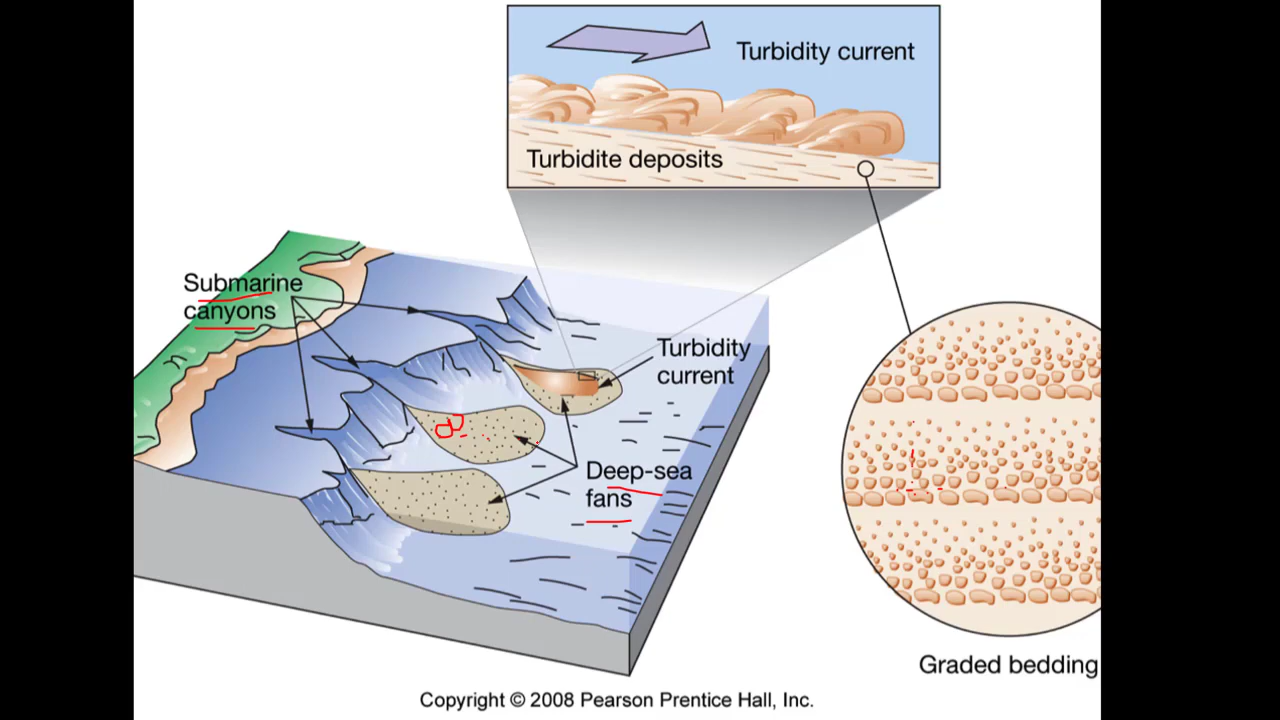 Turbidity current
Turbidite deposits
Submarine
canyons
Turbidity
current
Deep-sea
fans
Graded bedding
Copyright © 2008 Pearson Prentice Hall, Inc.